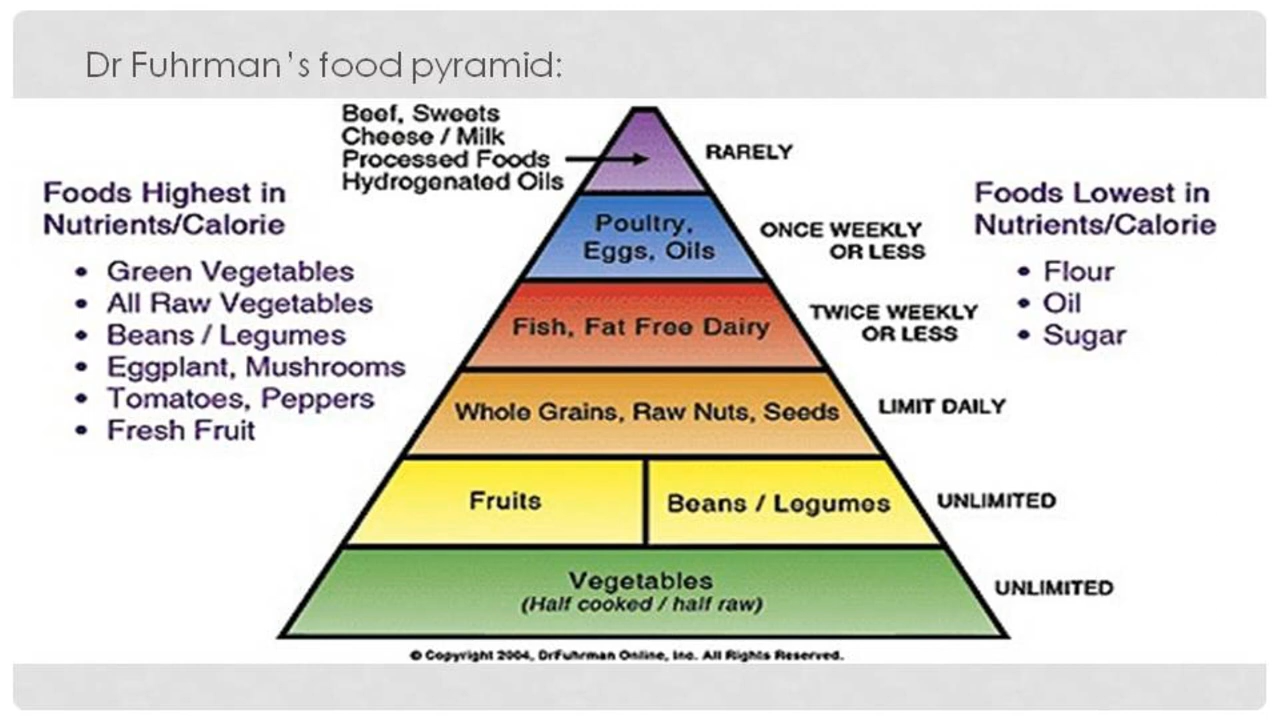 Dr Fuhrman's food pyramid:
Beef, Sweets
Cheese / Milk
Processed Foods
Hydrogenated Oils
RARELY
Foods Highest in
Nutrients/Calorie
• Green Vegetables
• All Raw Vegetables
• Beans / Legumes
• Eggplant, Mushrooms
• Tomatoes, Peppers
• Fresh Fruit
Poultry,
Eggs, Oils
ONCE WEEKLY
OR LESS
Foods Lowest in
Nutrients/Calorie
• Flour
• Oil
• Sugar
Fish, Fat Free Dairy
TWICE WEEKLY
OR LESS
Whole Grains, Raw Nuts, Seeds
LIMIT DAILY
Fruits
Beans / Legumes
UNLIMITED
Vegetables
(Half cooked / half raw)
UNLIMITED
© Copyright 2004, DrFuhrman Online, Inc. All Rights Reserved.